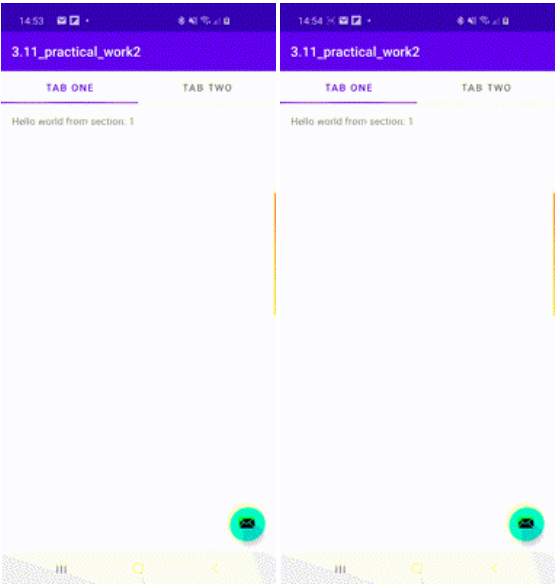 14:53
3.11_practical_work2
TAB ONE TAB TWO
Hello world from section: 1
14:54
3.11_practical_work2
TAB ONE TAB TWO
Hello world from section: 1